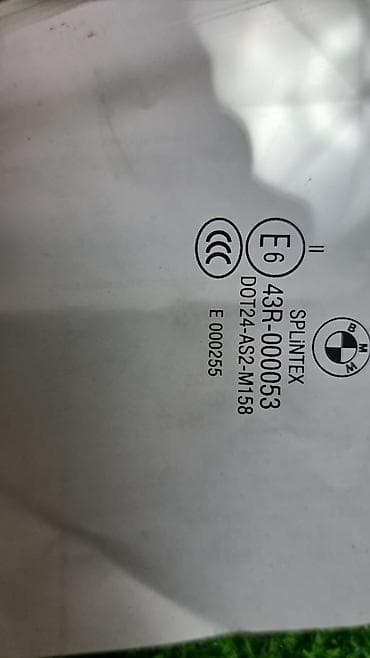 BMW
SPLiNTEX
II
E6 43R-000053
DOT24-AS2-M158
CCC E 000255